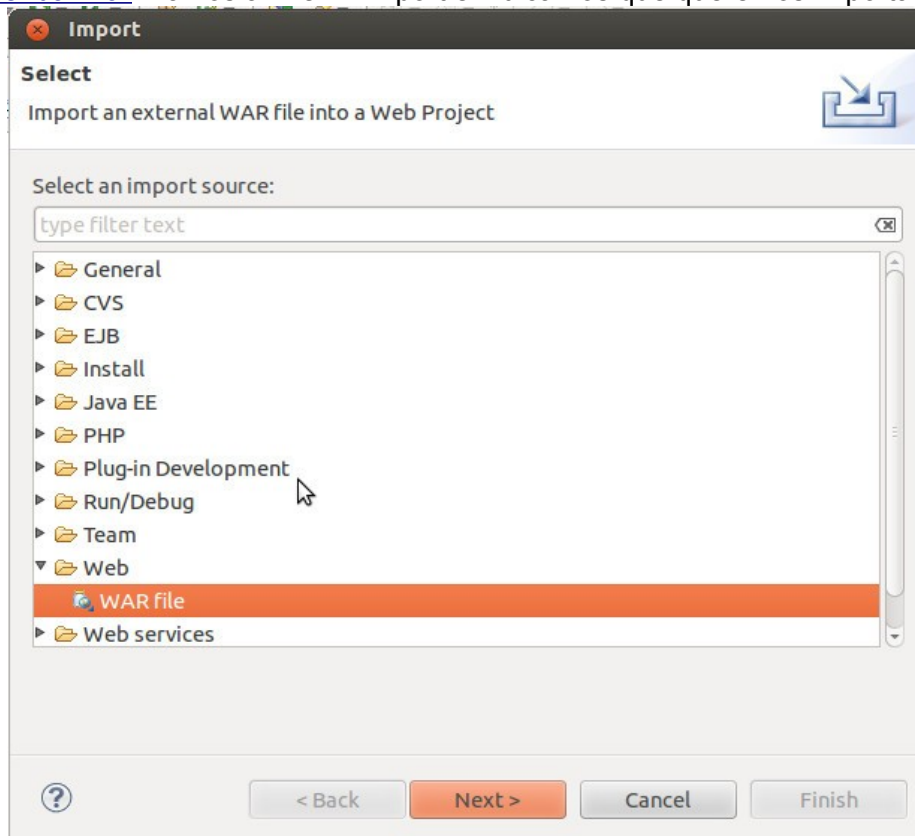 Import
Select
Import an external WAR file into a Web Project
Select an import source:
type filter text
General
CVS
EJB
Install
Java EE
PHP
Plug-in Development
Run/Debug
Team
Web
WAR file
Web services
< Back
Next >
Cancel
Finish